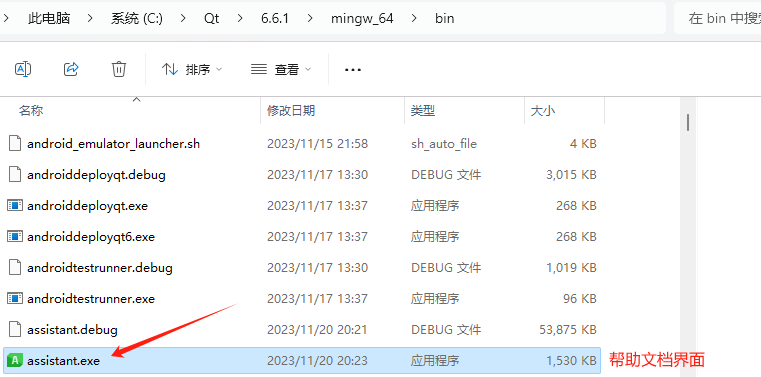 此电脑 > 系统 (C:) > Qt > 6.6.1 > mingw_64 > bin 在 bin 中搜
排序 查看 ...
名称 修改日期 类型 大小
android_emulator_launcher.sh 2023/11/15 21:58 sh_auto_file 4 KB
androiddeployqt.debug 2023/11/17 13:30 DEBUG 文件 3,015 KB
androiddeployqt.exe 2023/11/17 13:37 应用程序 268 KB
androiddeployqt6.exe 2023/11/17 13:37 应用程序 268 KB
androidtestrunner.debug 2023/11/17 13:30 DEBUG 文件 1,019 KB
androidtestrunner.exe 2023/11/17 13:37 应用程序 96 KB
assistant.debug 2023/11/20 20:21 DEBUG 文件 53,875 KB
assistant.exe 2023/11/20 20:23 应用程序 1,530 KB 帮助文档界面